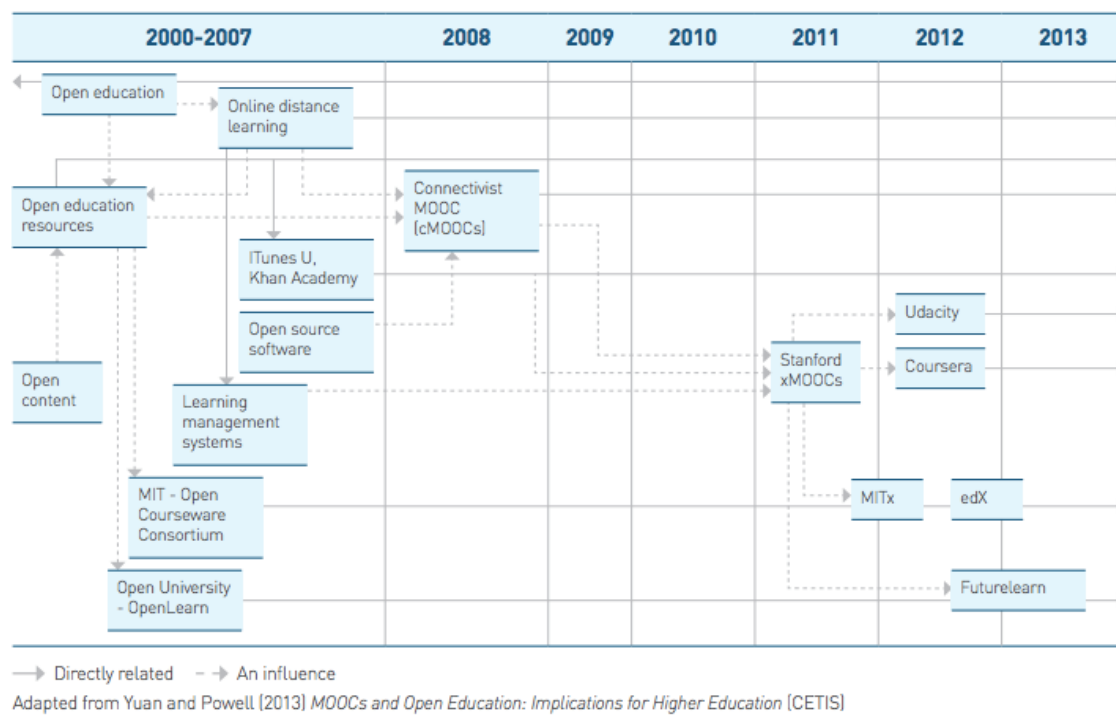 2000-2007 2008 2009 2010 2011 2012 2013
Open education
Online distance
learning
Open education
resources
Connectivist
MOOC
(cMOOCs)
ITunes U,
Khan Academy
Open source
software
Udacity
Stanford
xMOOCs
Coursera
Open
content
Learning
management
systems
MIT - Open
Courseware
Consortium
MITx
edX
Open University
- OpenLearn
Futurelearn
Directly related
An influence
Adapted from Yuan and Powell (2013) MOOCs and Open Education: Implications for Higher Education (CETIS)